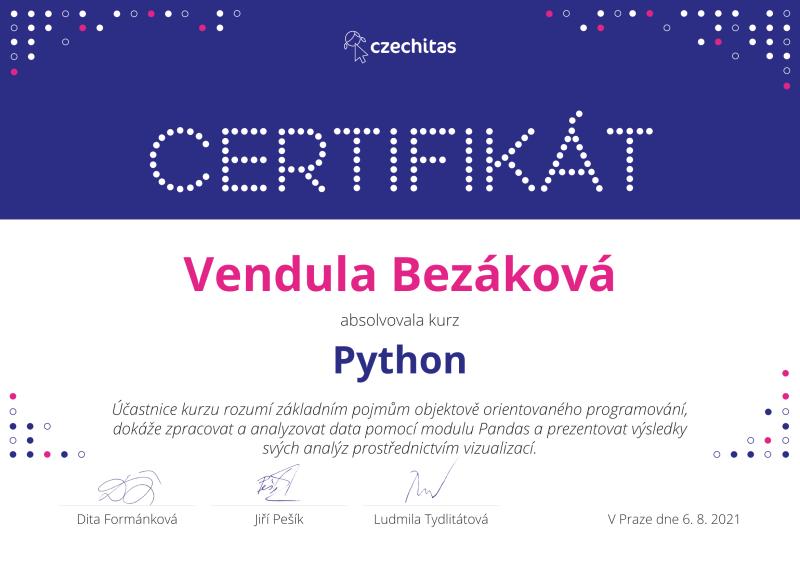 czechitas
CERTIFIKÁT
Vendula Bezáková
absolvovala kurz
Python
Účastnice kurzu rozumí základním pojmům objektově orientovaného programování,
dokáže zpracovat a analyzovat data pomocí modulu Pandas a prezentovat výsledky
svých analýz prostřednictvím vizualizací.
Dita Formánková Jiří Pešík Ludmila Tydlitátová V Praze dne 6. 8. 2021